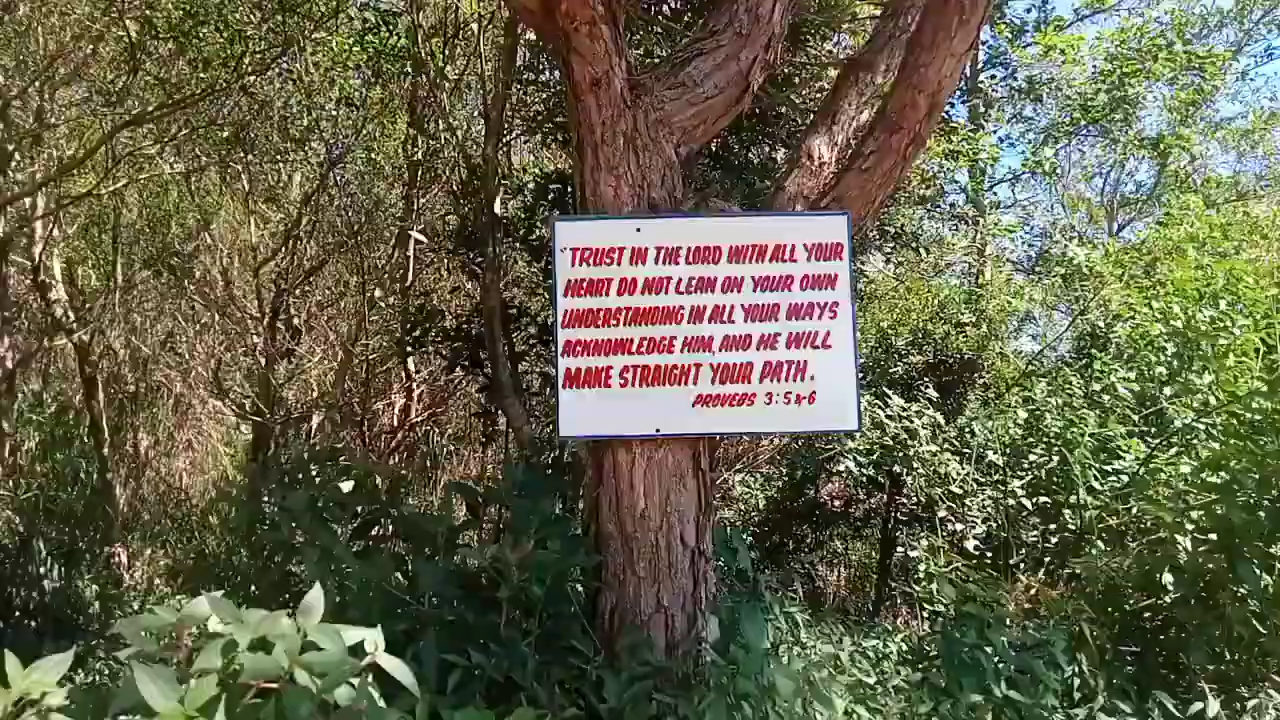 "TRUST IN THE LORD WITH ALL YOUR
HEART DO NOT LEAN ON YOUR OWN
UNDERSTANDING IN ALL YOUR WAYS
ACKNOWLEDGE HIM, AND HE WILL
MAKE STRAIGHT YOUR PATH.
PROVEBS 3:5&6